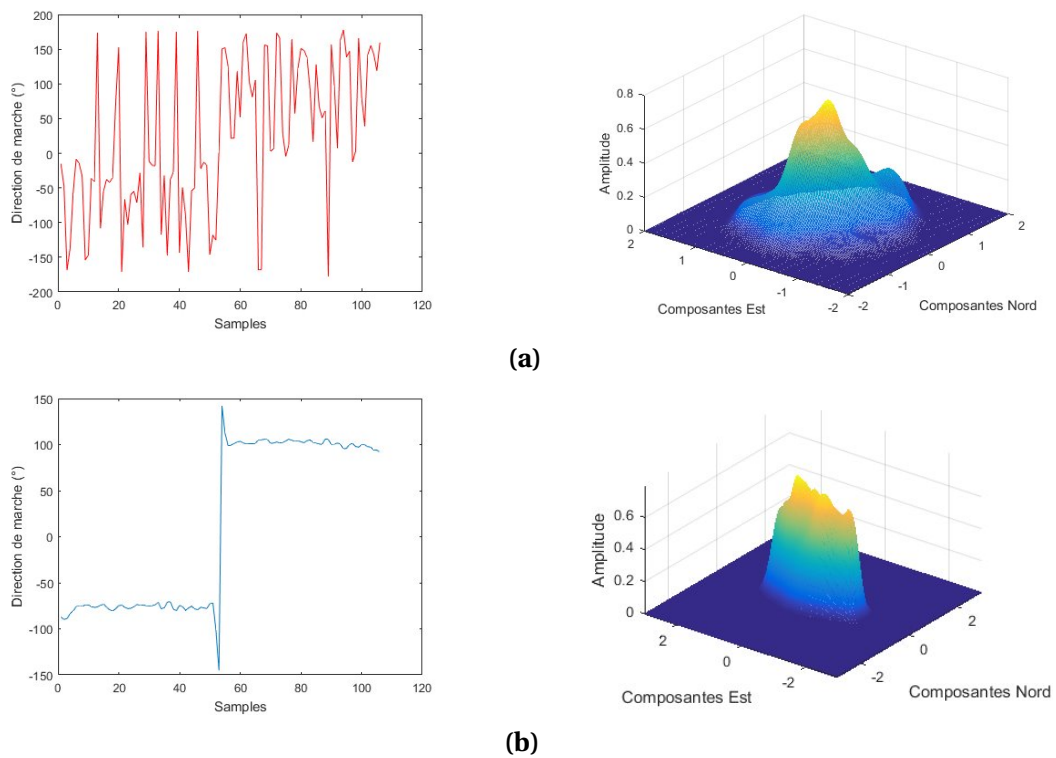 200
150
100
50
0
-50
-100
-150
-200
0 20 40 60 80 100 120
Direction de marche (°)
Samples
0.8
0.6
0.4
0.2
0
Amplitude
2 1 0 -1 -2
Composantes Est
-2 -1 0 1 2
Composantes Nord
(a)
150
100
50
0
-50
-100
-150
0 20 40 60 80 100 120
Direction de marche (°)
Samples
0.6
0.4
0.2
0
Amplitude
2 0 -2
Composantes Est
-2 0 2
Composantes Nord
(b)